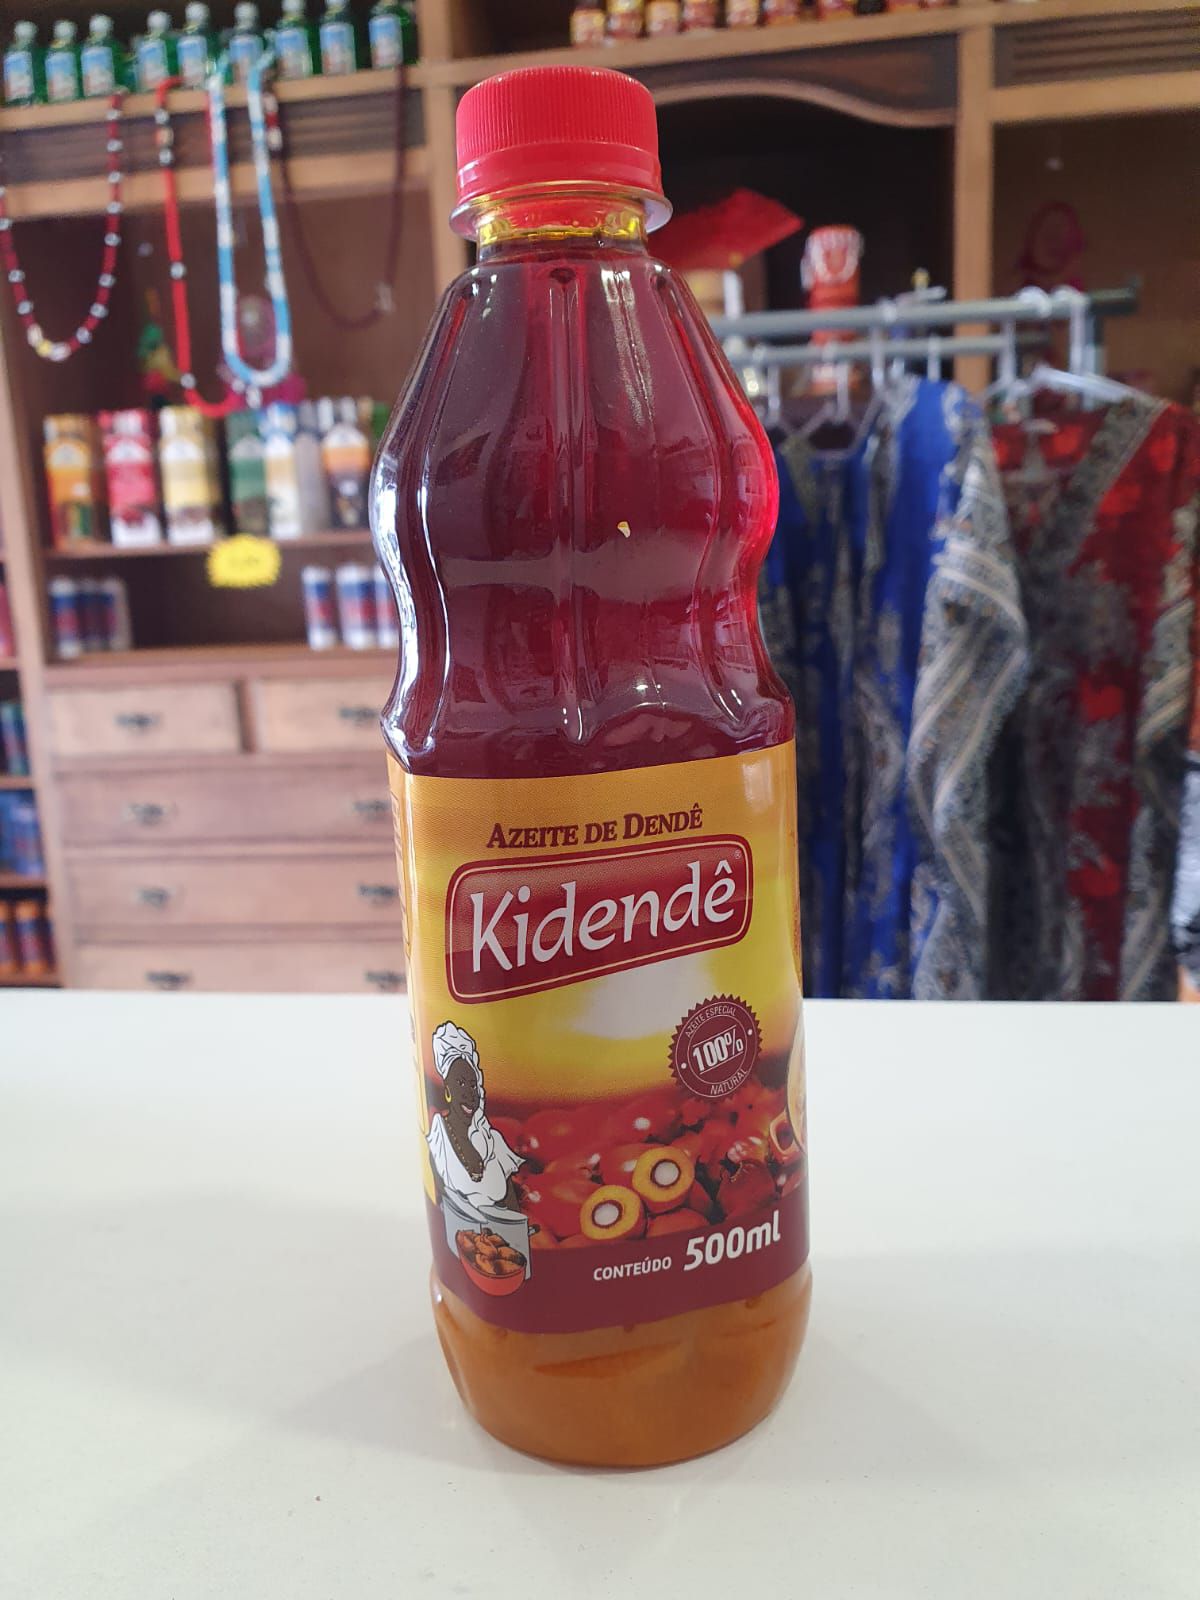 AZEITE DE DENDÊ
Kidendê®
AZEITE ESPECIAL
100%
NATURAL
CONTEÚDO 500ml